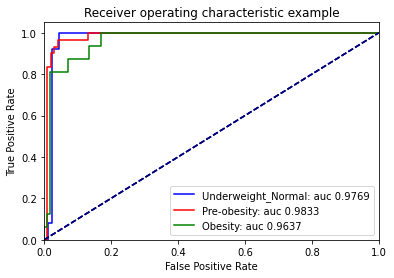 Receiver operating characteristic example
True Positive Rate
1.0
0.8
0.6
0.4
0.2
0.0
Underweight_Normal: auc 0.9769
Pre-obesity: auc 0.9833
Obesity: auc 0.9637
0.0 0.2 0.4 0.6 0.8 1.0
False Positive Rate